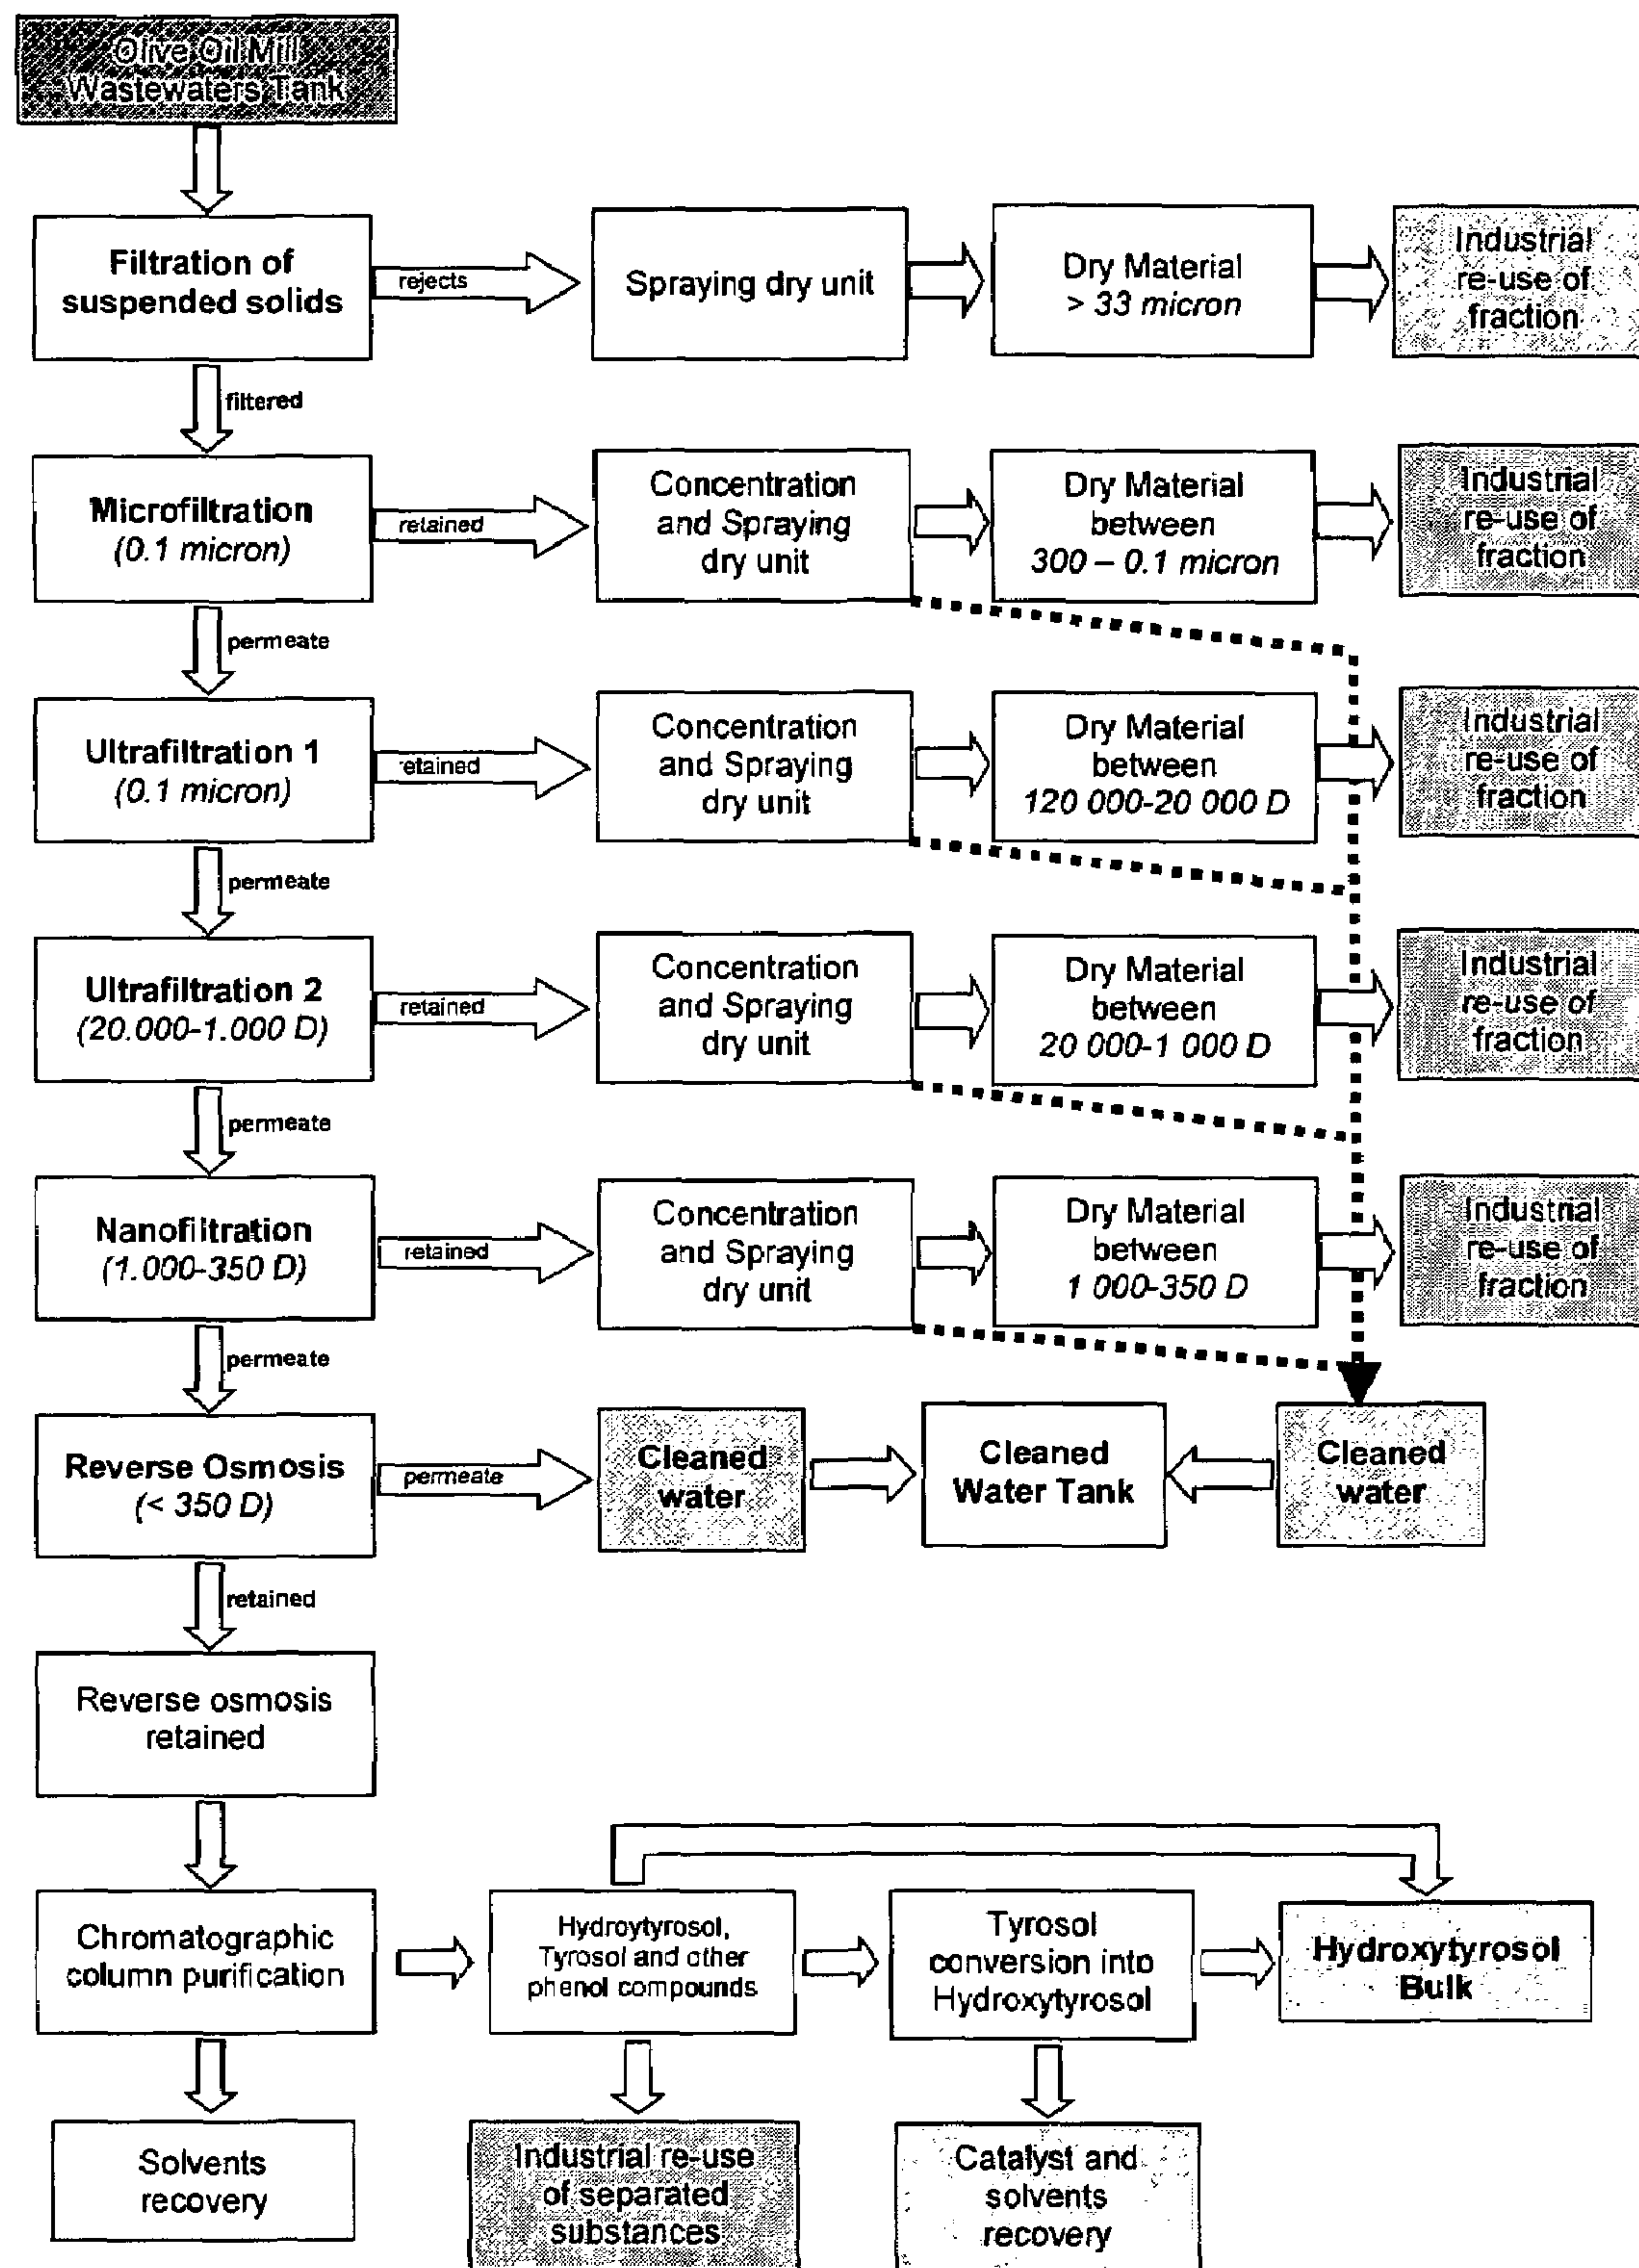 Olive Oil Mill
Wastewaters Tank
Filtration of
suspended solids
rejects
Spraying dry unit
Dry Material
> 33 micron
Industrial
re-use of
fraction
filtered
Microfiltration
(0.1 micron)
retained
Concentration
and Spraying
dry unit
Dry Material
between
300 – 0.1 micron
Industrial
re-use of
fraction
permeate
Ultrafiltration 1
(0.1 micron)
etained
Concentration
and Spraying
dry unit
Dry Material
between
120 000-20 000 D
Industrial
re-use of
fraction
permeate
Ultrafiltration 2
(20.000-1.000 D)
retained
Concentration
and Spraying
dry unit
Dry Material
between
20 000-1 000 D
Industrial
re-use of
fraction
permeate
Nanofiltration
(1.000-350 D)
retained
Concentration
and Spraying
dry unit
Dry Material
between
1 000-350 D
Industrial
re-use of
fraction
permeate
Reverse Osmosis
(< 350 D)
permeate
Cleaned
water
Cleaned
Water Tank
Cleaned
water
retained
Reverse osmosis
retained
Chromatographic
column purification
Hydroytyrosol,
Tyrosol and other
phenol compounds
Tyrosol
conversion into
Hydroxytyrosol
Hydroxytyrosol
Bulk
Solvents
recovery
Industrial re-use
of separated
substances
Catalyst and
solvents
recovery